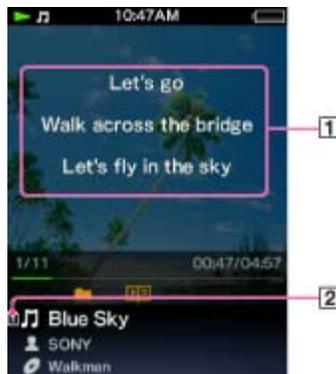 10:47AM
Let's go
Walk across the bridge
Let's fly in the sky
1
1/11
00:47/04:57
2
Blue Sky
SONY
Walkman